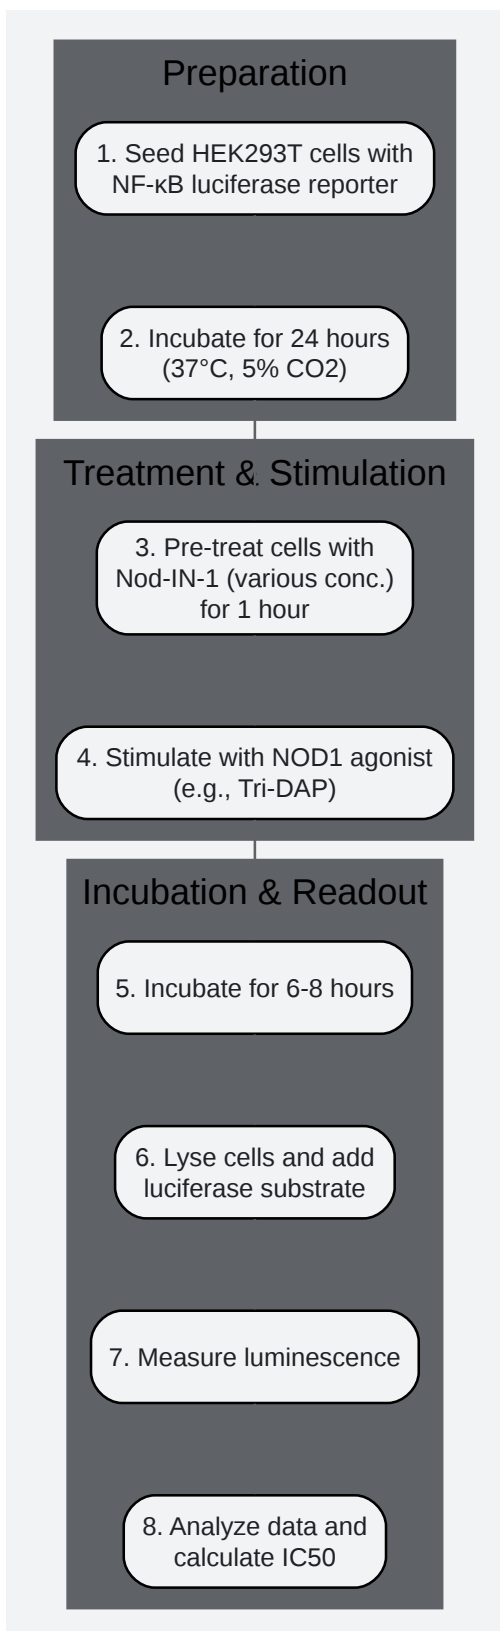 Preparation
1. Seed HEK293T cells with
NF-κB luciferase reporter
2. Incubate for 24 hours
(37°C, 5% CO2)
Treatment & Stimulation
3. Pre-treat cells with
Nod-IN-1 (various conc.)
for 1 hour
4. Stimulate with NOD1 agonist
(e.g., Tri-DAP)
Incubation & Readout
5. Incubate for 6-8 hours
6. Lyse cells and add
luciferase substrate
7. Measure luminescence
8. Analyze data and
calculate IC50